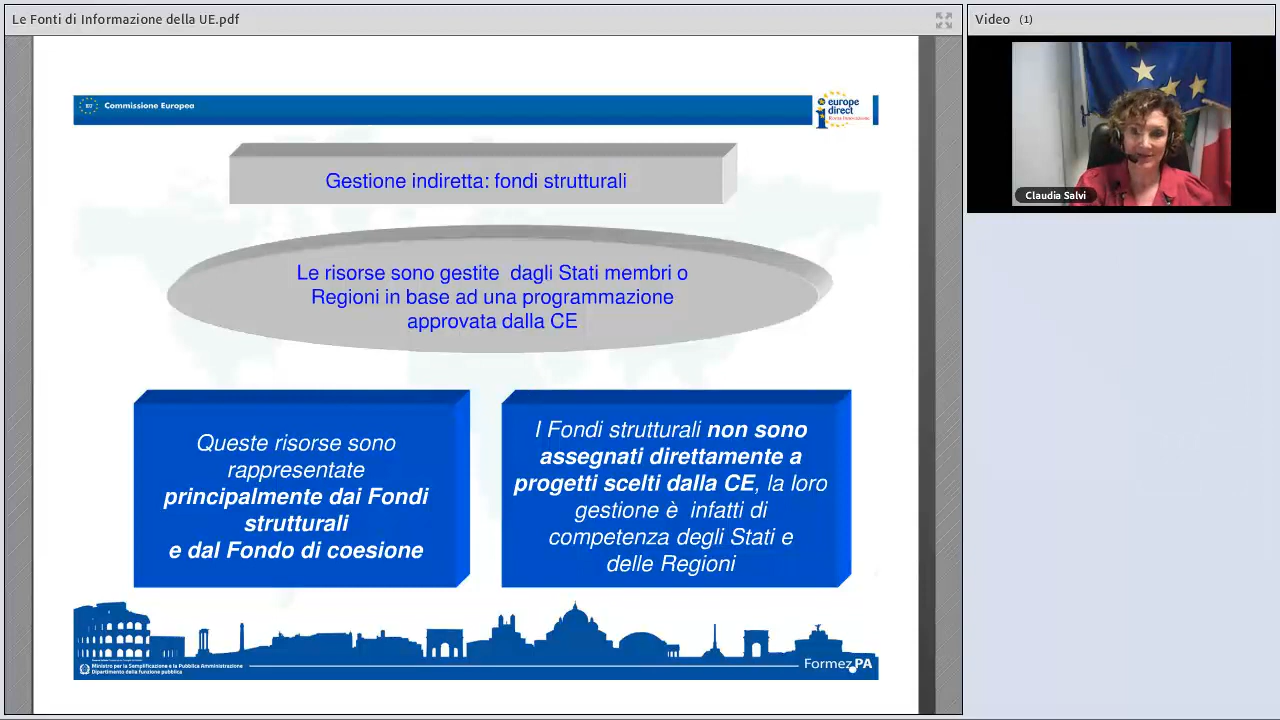 Le Fonti di Informazione della UE.pdf
Video (1)
Commissione Europea
europe
direct
Claudia Salvi
Gestione indiretta: fondi strutturali
Le risorse sono gestite dagli Stati membri o
Regioni in base ad una programmazione
approvata dalla CE
Queste risorse sono
rappresentate
principalmente dai Fondi
strutturali
e dal Fondo di coesione
I Fondi strutturali non sono
assegnati direttamente a
progetti scelti dalla CE, la loro
gestione è infatti di
competenza degli Stati e
delle Regioni
Ministro per la Semplificazione e la Pubblica Amministrazione
Dipartimento della funzione pubblica
FormezPA